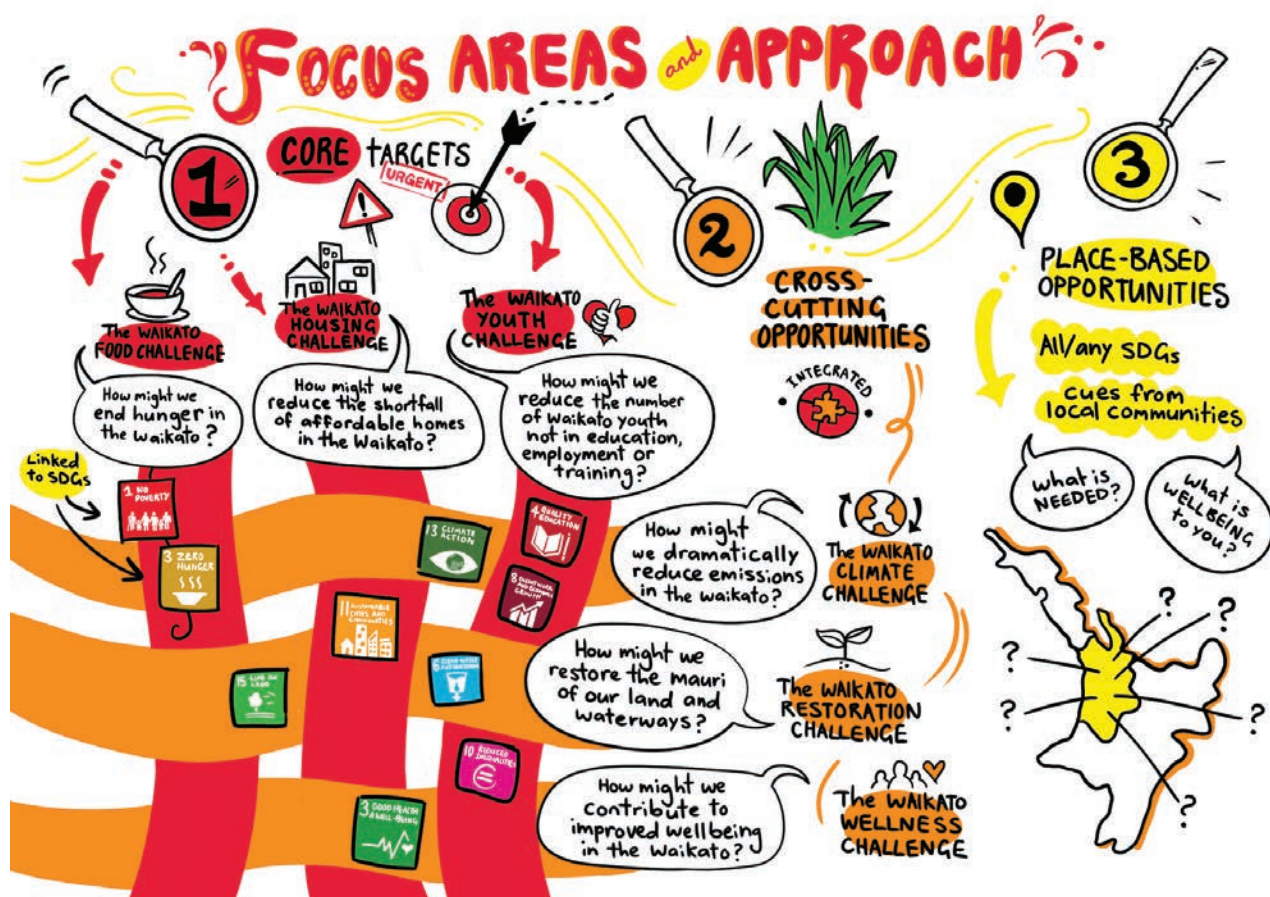 FOCUS AREAS and APPROACH
1
CORE TARGETS
URGENT
The WAIKATO
FOOD CHALLENGE
How might we
end hunger in
the Waikato?
The WAIKATO
HOUSING
CHALLENGE
How might we
reduce the shortfall
of affordable homes
in the Waikato?
The WAIKATO
YOUTH
CHALLENGE
How might we
reduce the number
of Waikato youth
not in education,
employment or
training?
Linked
to SDGs
1 NO
POVERTY
3 ZERO
HUNGER
13 CLIMATE
ACTION
4 QUALITY
EDUCATION
8 DECENT WORK
AND ECONOMIC
GROWTH
11 SUSTAINABLE
CITIES AND
COMMUNITIES
15 LIFE ON
LAND
6 CLEAN WATER
AND SANITATION
10 REDUCED
INEQUALITIES
3 GOOD HEALTH
& WELL-BEING
2
CROSS-
CUTTING
OPPORTUNITIES
INTEGRATED
How might
we dramatically
reduce emissions
in the Waikato?
The WAIKATO
CLIMATE
CHALLENGE
How might we
restore the mauri
of our land and
waterways?
The WAIKATO
RESTORATION
CHALLENGE
How might we
contribute to
improved wellbeing
in the Waikato?
The WAIKATO
WELLNESS
CHALLENGE
3
PLACE-BASED
OPPORTUNITIES
All/any SDGs
cues from
local communities
What is
NEEDED?
What is
WELLBEING
to you?
?
?
?
?
?
?
?